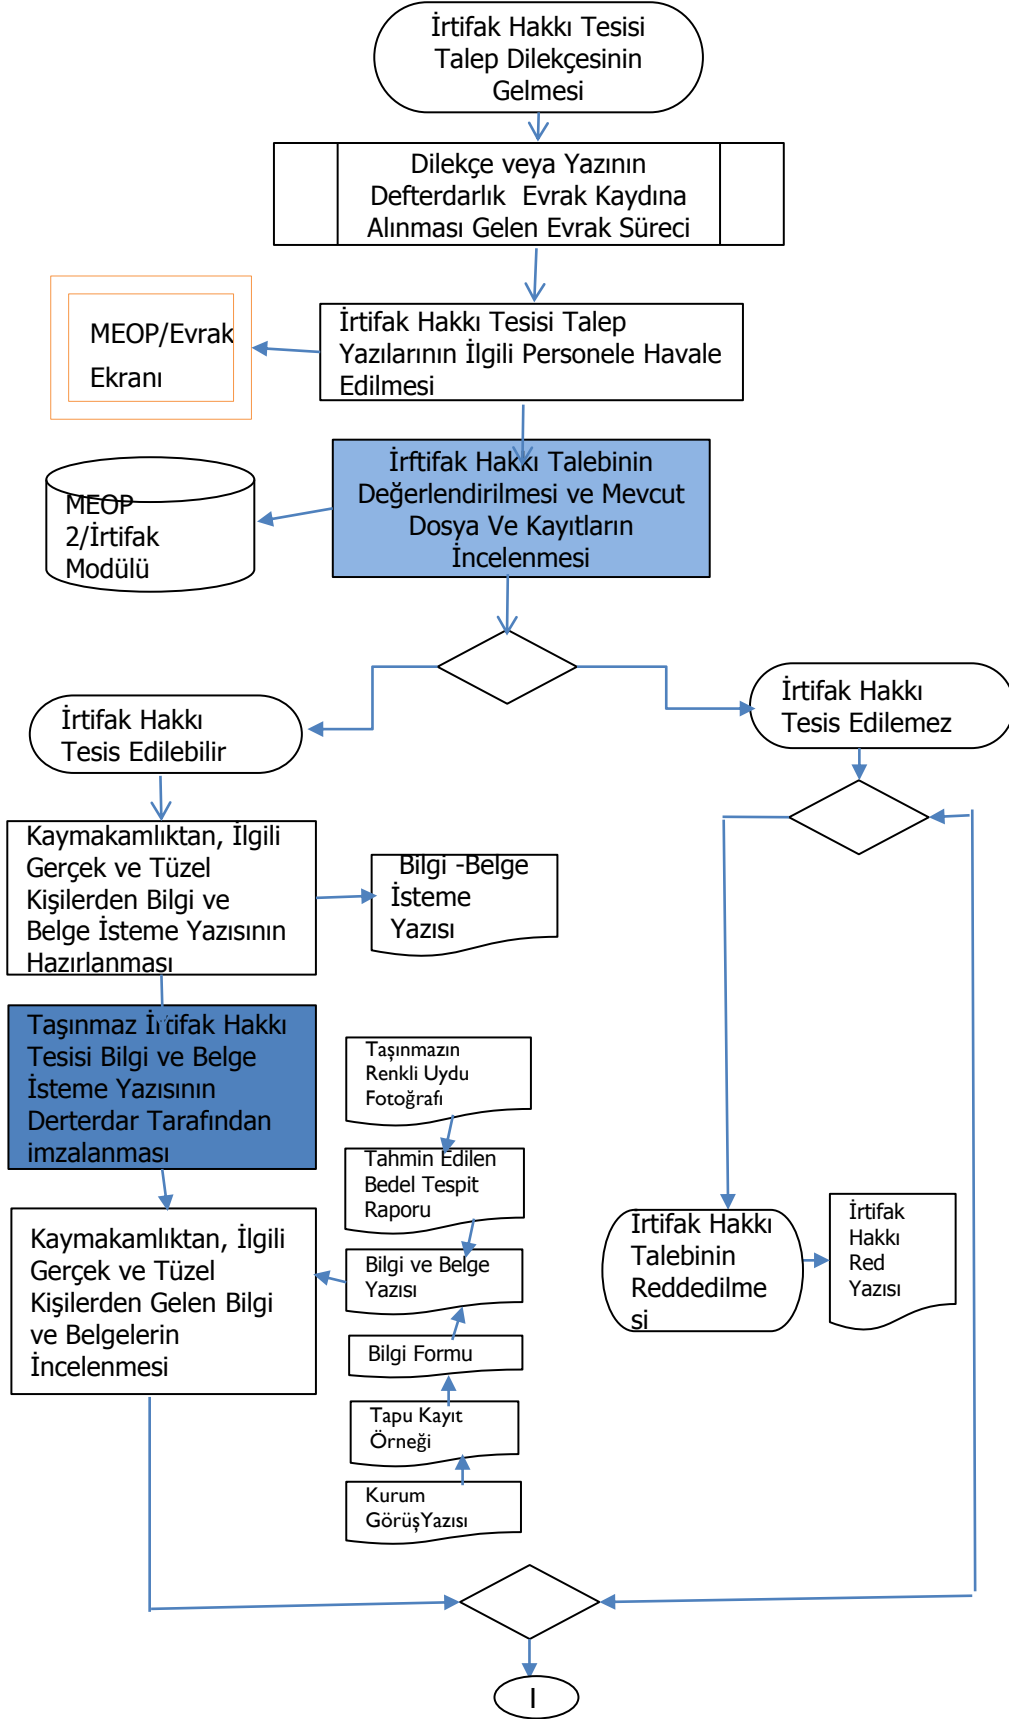 İrtifak Hakkı Tesisi
Talep Dilekçesinin
Gelmesi
Dilekçe veya Yazının
Defterdarlık Evrak Kaydına
Alınması Gelen Evrak Süreci
İrtifak Hakkı Tesisi Talep
Yazılarının İlgili Personele Havale
Edilmesi
MEOP/Evrak
Ekranı
İrftifak Hakkı Talebinin
Değerlendirilmesi ve Mevcut
Dosya Ve Kayıtların
İncelenmesi
MEOP
2/İrtifak
Modülü
İrtifak Hakkı
Tesis Edilebilir
İrtifak Hakkı
Tesis Edilemez
Kaymakamlıktan, İlgili
Gerçek ve Tüzel
Kişilerden Bilgi ve
Belge İsteme Yazısının
Hazırlanması
Bilgi -Belge
İsteme
Yazısı
Taşınmaz İrtifak Hakkı
Tesisi Bilgi ve Belge
İsteme Yazısının
Derterdar Tarafından
imzalanması
Taşınmazın
Renkli Uydu
Fotoğrafı
Tahmin Edilen
Bedel Tespit
Raporu
Bilgi ve Belge
Yazısı
Bilgi Formu
Tapu Kayıt
Örneği
Kurum
GörüşYazısı
Kaymakamlıktan, İlgili
Gerçek ve Tüzel
Kişilerden Gelen Bilgi
ve Belgelerin
İncelenmesi
İrtifak Hakkı
Talebinin
Reddedilme
si
İrtifak
Hakkı
Red
Yazısı
I